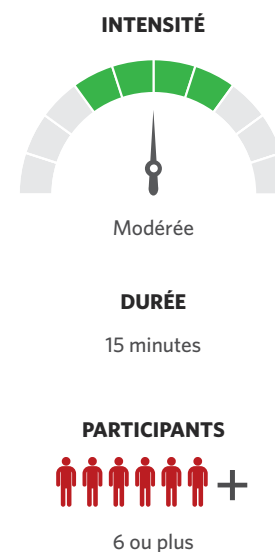 INTENSITÉ
Modérée
DURÉE
15 minutes
PARTICIPANTS
+
6 ou plus